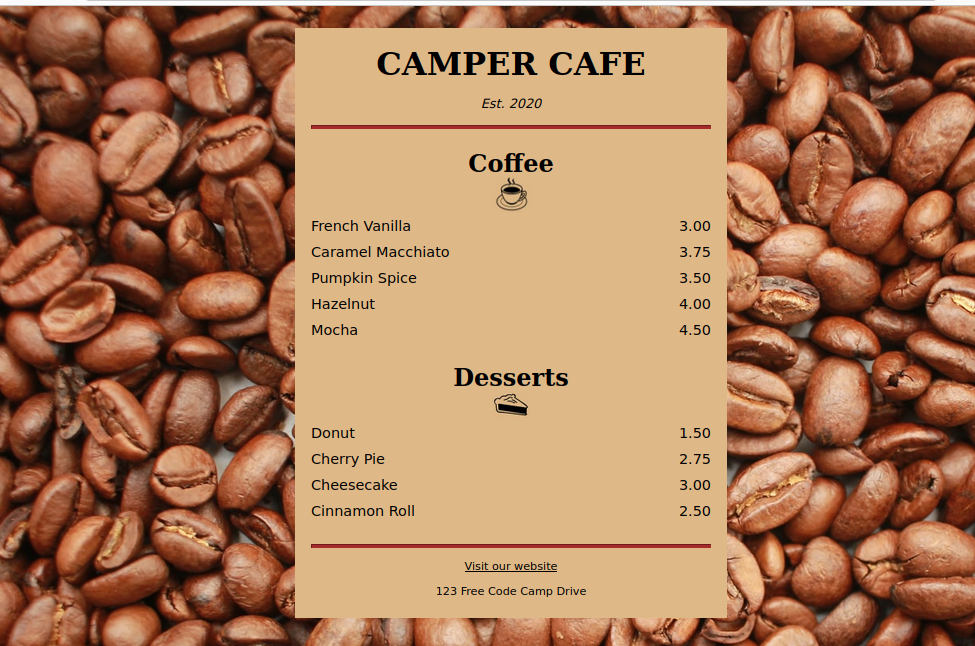 CAMPER CAFE
Est. 2020
Coffee
French Vanilla 3.00
Caramel Macchiato 3.75
Pumpkin Spice 3.50
Hazelnut 4.00
Mocha 4.50
Desserts
Donut 1.50
Cherry Pie 2.75
Cheesecake 3.00
Cinnamon Roll 2.50
Visit our website
123 Free Code Camp Drive